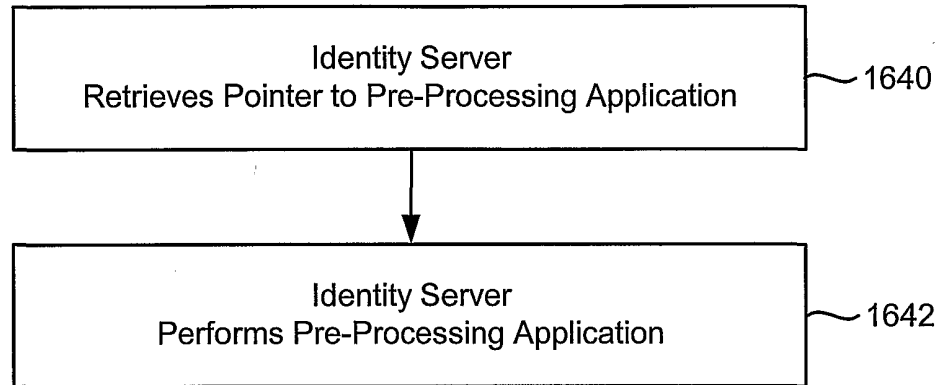 Identity Server
Retrieves Pointer to Pre-Processing Application
1640
Identity Server
Performs Pre-Processing Application
1642